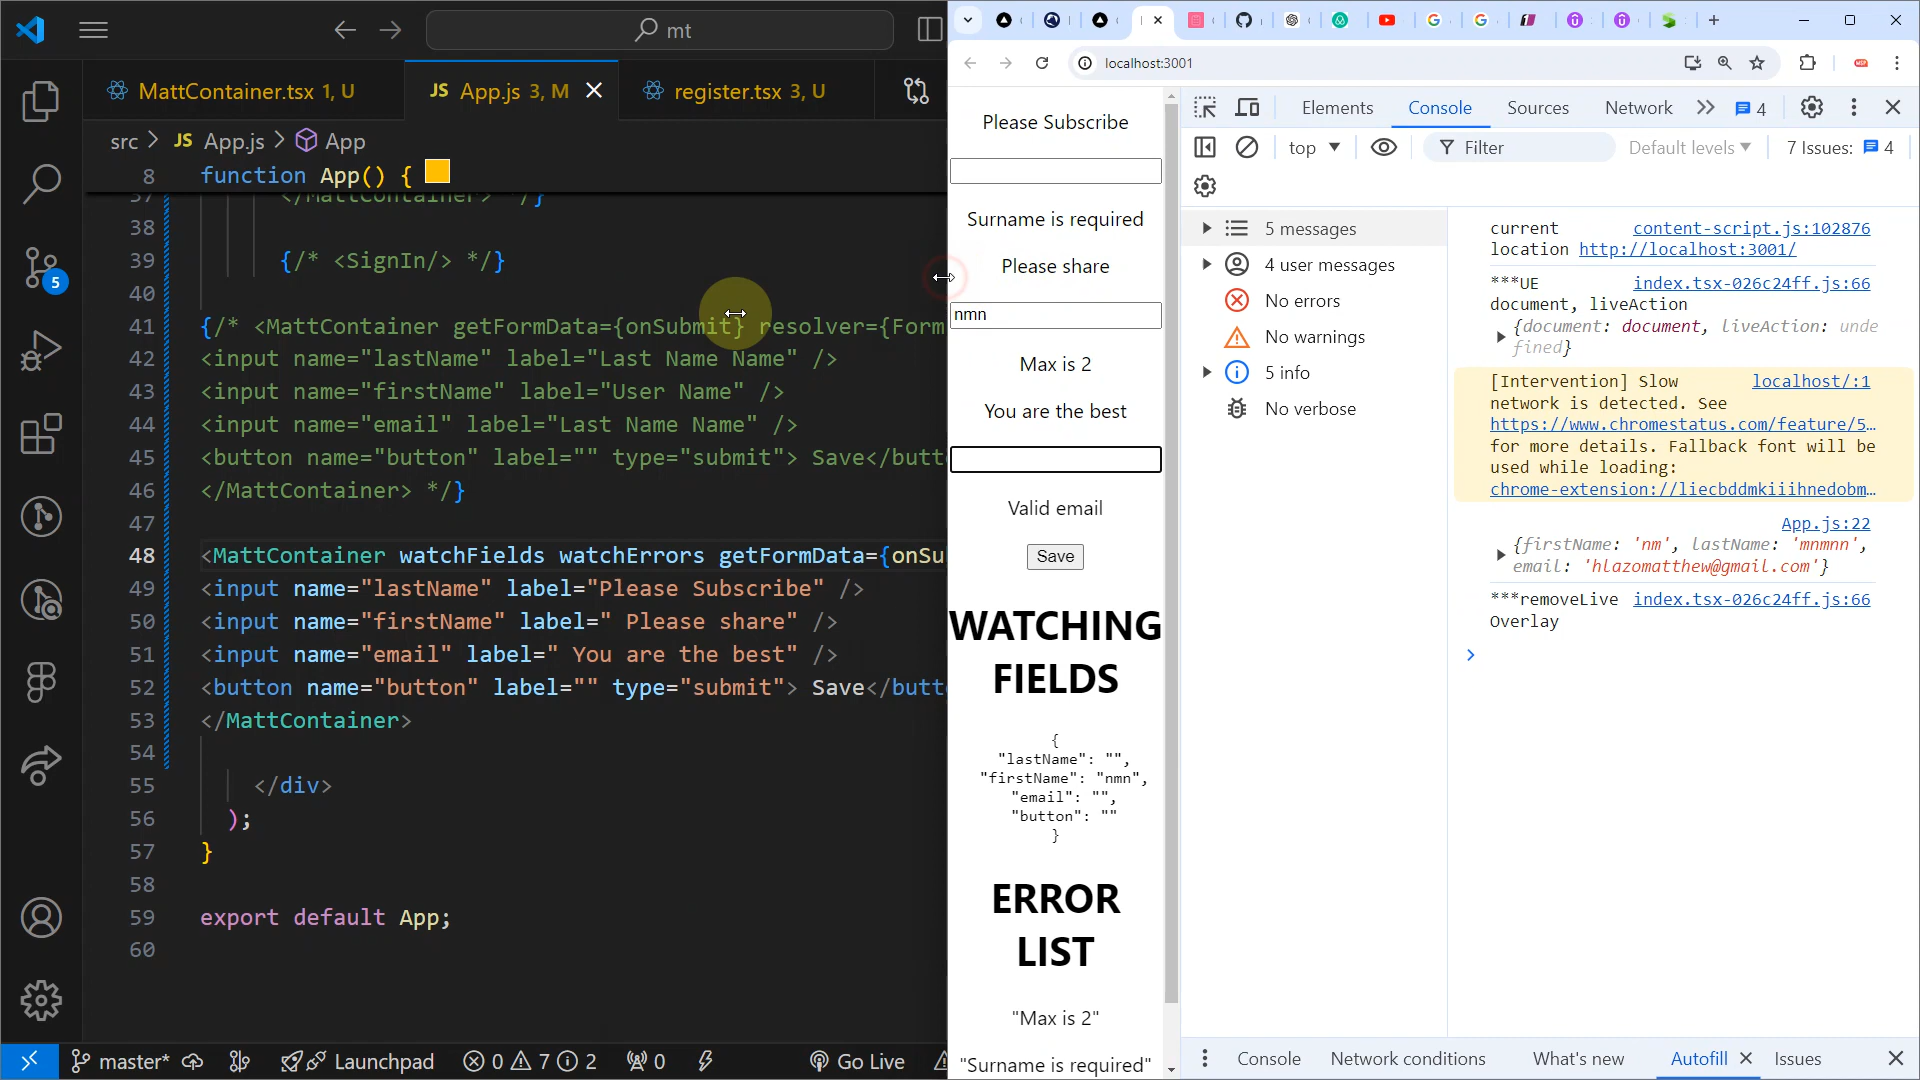 mt
MattContainer.tsx 1, U
JS App.js 3, M
register.tsx 3, U
src > JS App.js > App
8 function App() {
37 </MattContainer> */}
38
39 {/* <SignIn/> */}
40
41 {/* <MattContainer getFormData={onSubmit} resolver={Form
42 <input name="lastName" label="Last Name Name" />
43 <input name="firstName" label="User Name" />
44 <input name="email" label="Last Name Name" />
45 <button name="button" label="" type="submit"> Save</butt
46 </MattContainer> */}
47
48 <MattContainer watchFields watchErrors getFormData={onSu
49 <input name="lastName" label="Please Subscribe" />
50 <input name="firstName" label=" Please share" />
51 <input name="email" label=" You are the best" />
52 <button name="button" label="" type="submit"> Save</butt
53 </MattContainer>
54
55 </div>
56 );
57 }
58
59 export default App;
60
5
master*
Launchpad
0 7 2
0
Go Live
localhost:3001
Please Subscribe
Surname is required
Please share
nmn
Max is 2
You are the best
Valid email
Save
WATCHING
FIELDS
{
"lastName": "",
"firstName": "nmn",
"email": "",
"button": ""
}
ERROR
LIST
"Max is 2"
"Surname is required"
Elements
Console
Sources
Network
4
top
Filter
Default levels
7 Issues: 4
5 messages
4 user messages
No errors
No warnings
5 info
No verbose
current content-script.js:102876
location http://localhost:3001/
***UE index.tsx-026c24ff.js:66
document, liveAction
{document: document, liveAction: unde
fined}
[Intervention] Slow localhost/:1
network is detected. See
https://www.chromestatus.com/feature/5…
for more details. Fallback font will be
used while loading:
chrome-extension://liecbddmkiiihnedobm…
App.js:22
{firstName: 'nm', lastName: 'mnmnn',
email: 'hlazomatthew@gmail.com'}
***removeLive index.tsx-026c24ff.js:66
Overlay
Console
Network conditions
What's new
Autofill
Issues